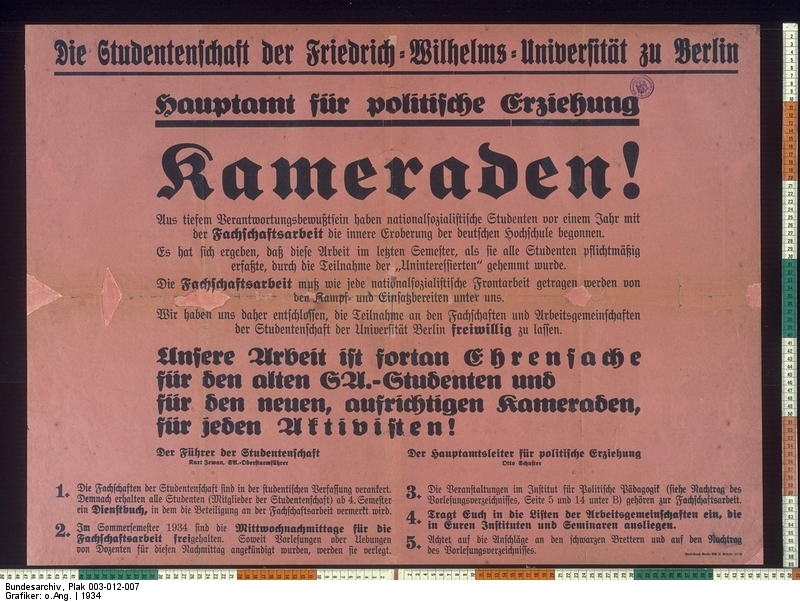 Die Studentenschaft der Friedrich-Wilhelms-Universität zu Berlin
Hauptamt für politische Erziehung
Kameraden!
Aus tiefem Verantwortungsbewußtsein haben nationalsozialistische Studenten vor einem Jahr mit
der Fachschaftsarbeit die innere Eroberung der deutschen Hochschule begonnen.
Es hat sich ergeben, daß diese Arbeit im letzten Semester, als sie alle Studenten pflichtmäßig
erfaßte, durch die Teilnahme der „Uninteressierten" gehemmt wurde.
Die Fachschaftsarbeit muß wie jede nationalsozialistische Frontarbeit getragen werden von
den Kampf- und Einsatzbereiten unter uns.
Wir haben uns daher entschlossen, die Teilnahme an den Fachschaften und Arbeitsgemeinschaften
der Studentenschaft der Universität Berlin freiwillig zu lassen.
Unsere Arbeit ist fortan Ehrensache
für den alten SA.-Studenten und
für den neuen, aufrichtigen Kameraden,
für jeden Aktivisten!
Der Führer der Studentenschaft
Kurt Jewan, SA.-Obersturmführer
Der Hauptamtsleiter für politische Erziehung
Otto Schuster
1. Die Fachschaften der Studentenschaft sind in der studentischen Verfassung verankert.
Demnach erhalten alle Studenten (Mitglieder der Studentenschaft) ab 4. Semester
ein Dienstbuch, in dem die Beteiligung an der Fachschaftsarbeit vermerkt wird.
2. Im Sommersemester 1934 sind die Mittwochnachmittage für die
Fachschaftsarbeit freigehalten. Soweit Vorlesungen oder Uebungen
von Dozenten für diesen Nachmittag angekündigt wurden, werden sie verlegt.
3. Die Veranstaltungen im Institut für Politische Pädagogik (siehe Nachtrag des
Vorlesungsverzeichnisses, Seite 5 und 14 unter B) gehören zur Fachschaftsarbeit.
4. Tragt Euch in die Listen der Arbeitsgemeinschaften ein, die
in Euren Instituten und Seminaren ausliegen.
5. Achtet auf die Anschläge an den schwarzen Brettern und auf den Nachtrag
des Vorlesungsverzeichnisses.
Bundesarchiv, Plak 003-012-007
Grafiker: o.Ang. | 1934